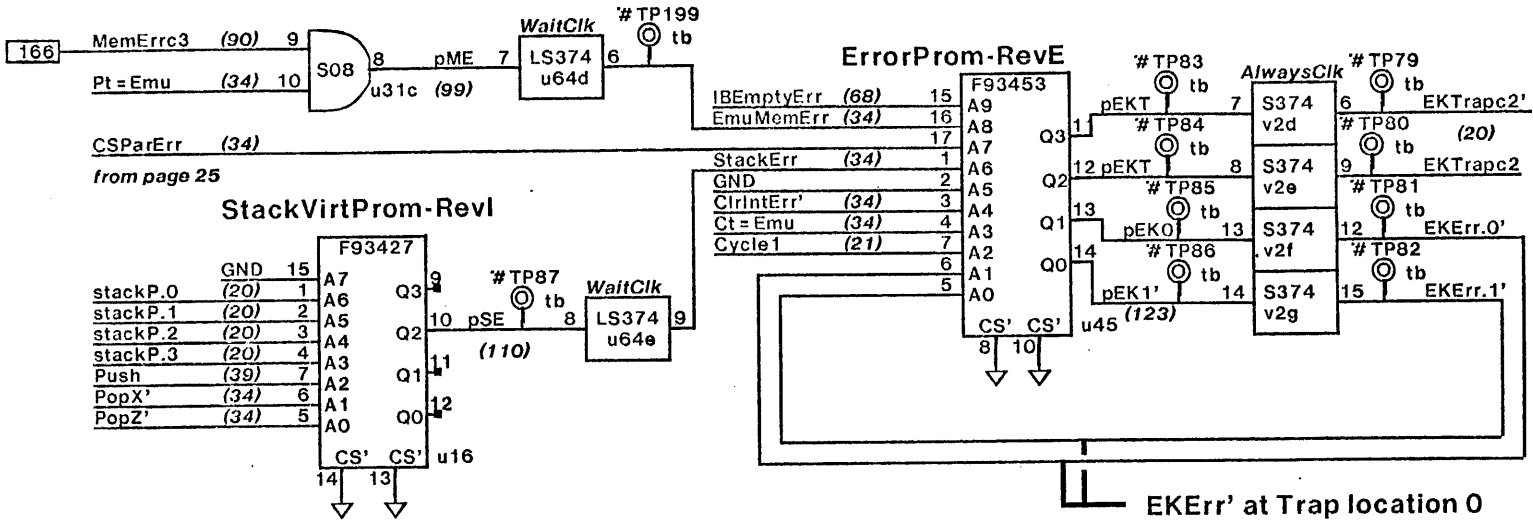 166
MemErrc3 (90) 9
Pt = Emu (34) 10
S08
8
u31c
pME
(99)
WaitClk
7
LS374
u64d
6
# TP199
tb
CSParErr (34)
from page 25
StackVirtProm-RevI
F93427
GND 15 A7
stackP.0 (20) 1 A6
stackP.1 (20) 2 A5
stackP.2 (20) 3 A4
stackP.3 (20) 4 A3
Push (39) 7 A2
PopX' (34) 6 A1
PopZ' (34) 5 A0
Q3 9
Q2 10
Q1 11
Q0 12
CS' CS' u16
14 13
pSE
(110)
# TP87
tb
WaitClk
8
LS374
u64e
9
ErrorProm-RevE
F93453
IBEmptyErr (68) 15 A9
EmuMemErr (34) 16 A8
17 A7
StackErr (34) 1 A6
GND 2 A5
ClrIntErr' (34) 3 A4
Ct = Emu (34) 4 A3
Cycle1 (21) 7 A2
6 A1
5 A0
Q3 11
Q2 12
Q1 13
Q0 14
CS' CS' u45
8 10
pEKT
# TP83
tb
pEKT
# TP84
tb
pEK0
# TP85
tb
pEK1'
(123)
# TP86
tb
AlwaysClk
7 S374 v2d 6
8 S374 v2e 9
13 S374 v2f 12
14 S374 v2g 15
# TP79
tb
EKTrapc2'
(20)
# TP80
tb
EKTrapc2
# TP81
tb
EKErr.0'
# TP82
tb
EKErr.1'
EKErr' at Trap location 0